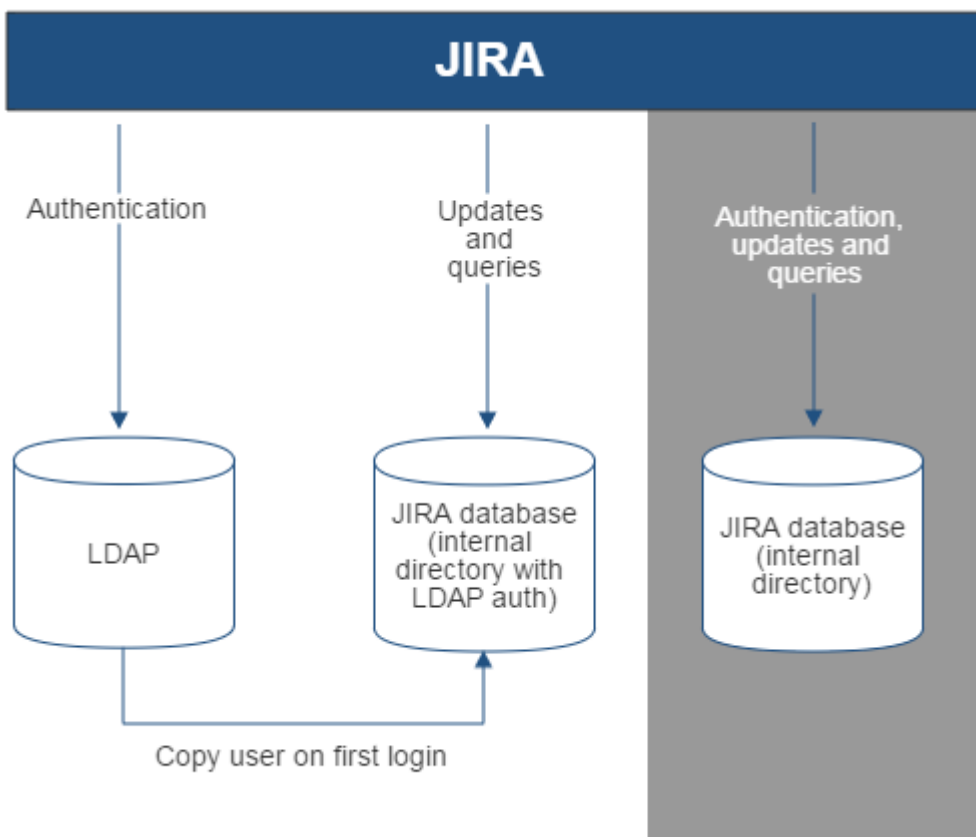 JIRA
Authentication
Updates
and
queries
Authentication,
updates and
queries
LDAP
JIRA database
(internal
directory with
LDAP auth)
JIRA database
(internal
directory)
Copy user on first login